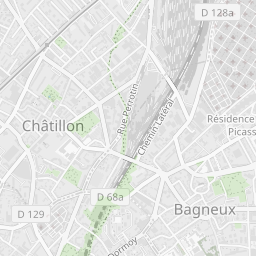 D 128a
Rue Perrotin
Chemin Latéral
Résidence
Picass
Châtillon
D 68a
D 129
Bagneux
Dormoy